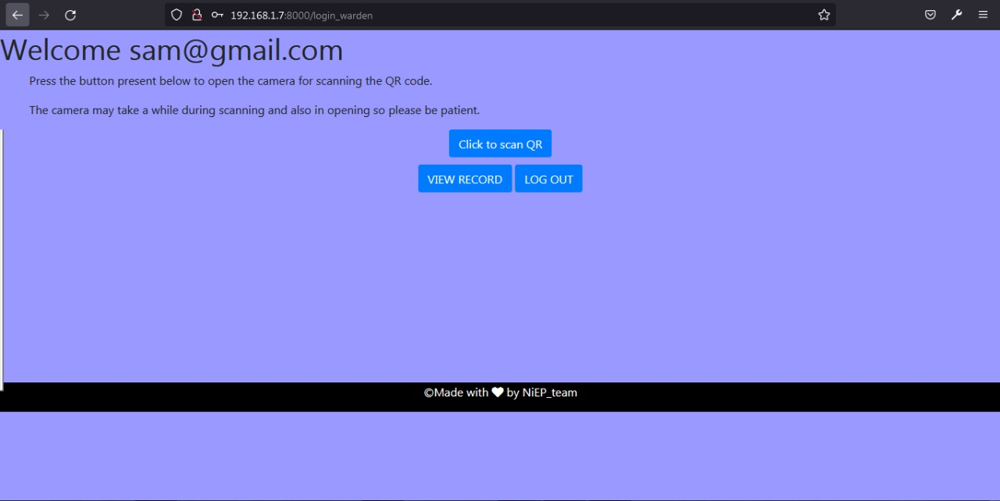 192.168.1.7:8000/login_warden
Welcome sam@gmail.com
Press the button present below to open the camera for scanning the QR code.
The camera may take a while during scanning and also in opening so please be patient.
Click to scan QR
VIEW RECORD LOG OUT
©Made with ♥ by NiEP_team